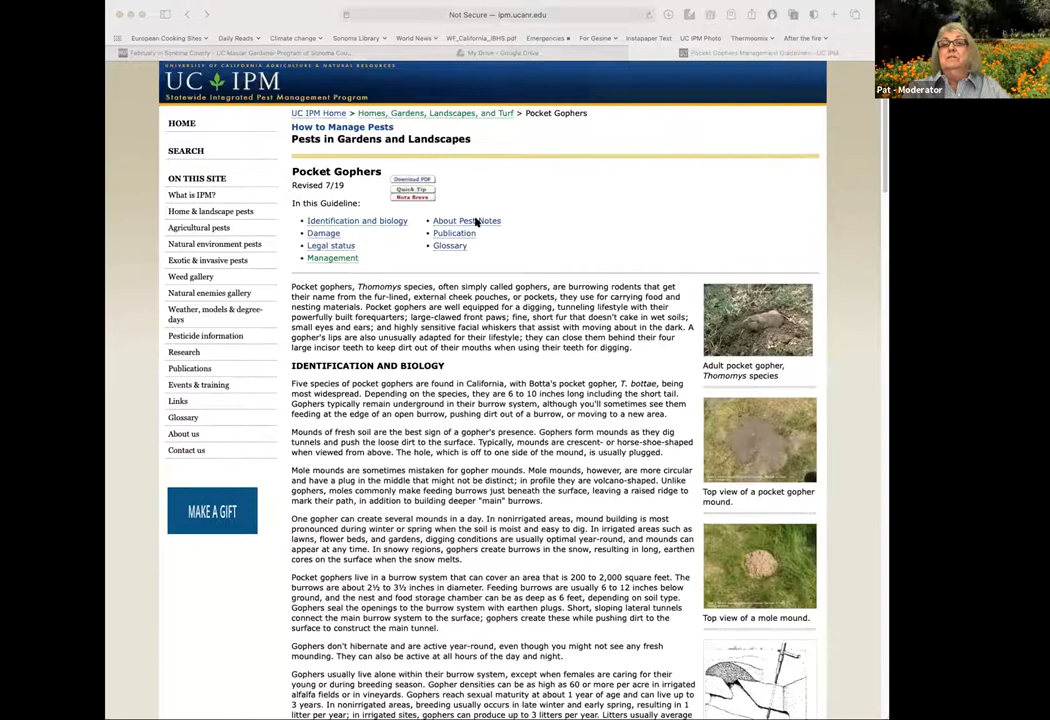 Not Secure — ipm.ucanr.edu
European Cooking Sites
Daily Reads
Climate change
Sonoma Library
World News
WF_California_IBHS.pdf
Emergencies
For Gesine
Instapaper Text
UC IPM Photo
Thermoomix
After the fire
February in Sonoma County - UC Master Gardener Program of Sonoma Cou...
My Drive - Google Drive
Pocket Gophers Management Guidelines--UC IPM...
Pat - Moderator
UNIVERSITY OF CALIFORNIA AGRICULTURE & NATURAL RESOURCES
UC IPM
Statewide Integrated Pest Management Program
HOME
SEARCH
ON THIS SITE
What is IPM?
Home & landscape pests
Agricultural pests
Natural environment pests
Exotic & invasive pests
Weed gallery
Natural enemies gallery
Weather, models & degree-
days
Pesticide information
Research
Publications
Events & training
Links
Glossary
About us
Contact us
MAKE A GIFT
UC IPM Home > Homes, Gardens, Landscapes, and Turf > Pocket Gophers
How to Manage Pests
Pests in Gardens and Landscapes
Pocket Gophers
Revised 7/19
Download PDF
Quick Tip
Nota Breve
In this Guideline:
• Identification and biology
• Damage
• Legal status
• Management
• About Pest Notes
• Publication
• Glossary
Pocket gophers, Thomomys species, often simply called gophers, are burrowing rodents that get
their name from the fur-lined, external cheek pouches, or pockets, they use for carrying food and
nesting materials. Pocket gophers are well equipped for a digging, tunneling lifestyle with their
powerfully built forequarters; large-clawed front paws; fine, short fur that doesn't cake in wet soils;
small eyes and ears; and highly sensitive facial whiskers that assist with moving about in the dark. A
gopher's lips are also unusually adapted for their lifestyle; they can close them behind their four
large incisor teeth to keep dirt out of their mouths when using their teeth for digging.
IDENTIFICATION AND BIOLOGY
Five species of pocket gophers are found in California, with Botta's pocket gopher, T. bottae, being
most widespread. Depending on the species, they are 6 to 10 inches long including the short tail.
Gophers typically remain underground in their burrow system, although you'll sometimes see them
feeding at the edge of an open burrow, pushing dirt out of a burrow, or moving to a new area.
Mounds of fresh soil are the best sign of a gopher's presence. Gophers form mounds as they dig
tunnels and push the loose dirt to the surface. Typically, mounds are crescent- or horse-shoe-shaped
when viewed from above. The hole, which is off to one side of the mound, is usually plugged.
Mole mounds are sometimes mistaken for gopher mounds. Mole mounds, however, are more circular
and have a plug in the middle that might not be distinct; in profile they are volcano-shaped. Unlike
gophers, moles commonly make feeding burrows just beneath the surface, leaving a raised ridge to
mark their path, in addition to building deeper "main" burrows.
One gopher can create several mounds in a day. In nonirrigated areas, mound building is most
pronounced during winter or spring when the soil is moist and easy to dig. In irrigated areas such as
lawns, flower beds, and gardens, digging conditions are usually optimal year-round, and mounds can
appear at any time. In snowy regions, gophers create burrows in the snow, resulting in long, earthen
cores on the surface when the snow melts.
Pocket gophers live in a burrow system that can cover an area that is 200 to 2,000 square feet. The
burrows are about 2½ to 3½ inches in diameter. Feeding burrows are usually 6 to 12 inches below
ground, and the nest and food storage chamber can be as deep as 6 feet, depending on soil type.
Gophers seal the openings to the burrow system with earthen plugs. Short, sloping lateral tunnels
connect the main burrow system to the surface; gophers create these while pushing dirt to the
surface to construct the main tunnel.
Gophers don't hibernate and are active year-round, even though you might not see any fresh
mounding. They can also be active at all hours of the day and night.
Gophers usually live alone within their burrow system, except when females are caring for their
young or during breeding season. Gopher densities can be as high as 60 or more per acre in irrigated
alfalfa fields or in vineyards. Gophers reach sexual maturity at about 1 year of age and can live up to
3 years. In nonirrigated areas, breeding usually occurs in late winter and early spring, resulting in 1
litter per year; in irrigated sites, gophers can produce up to 3 litters per year. Litters usually average
Adult pocket gopher,
Thomomys species
Top view of a pocket gopher
mound.
Top view of a mole mound.